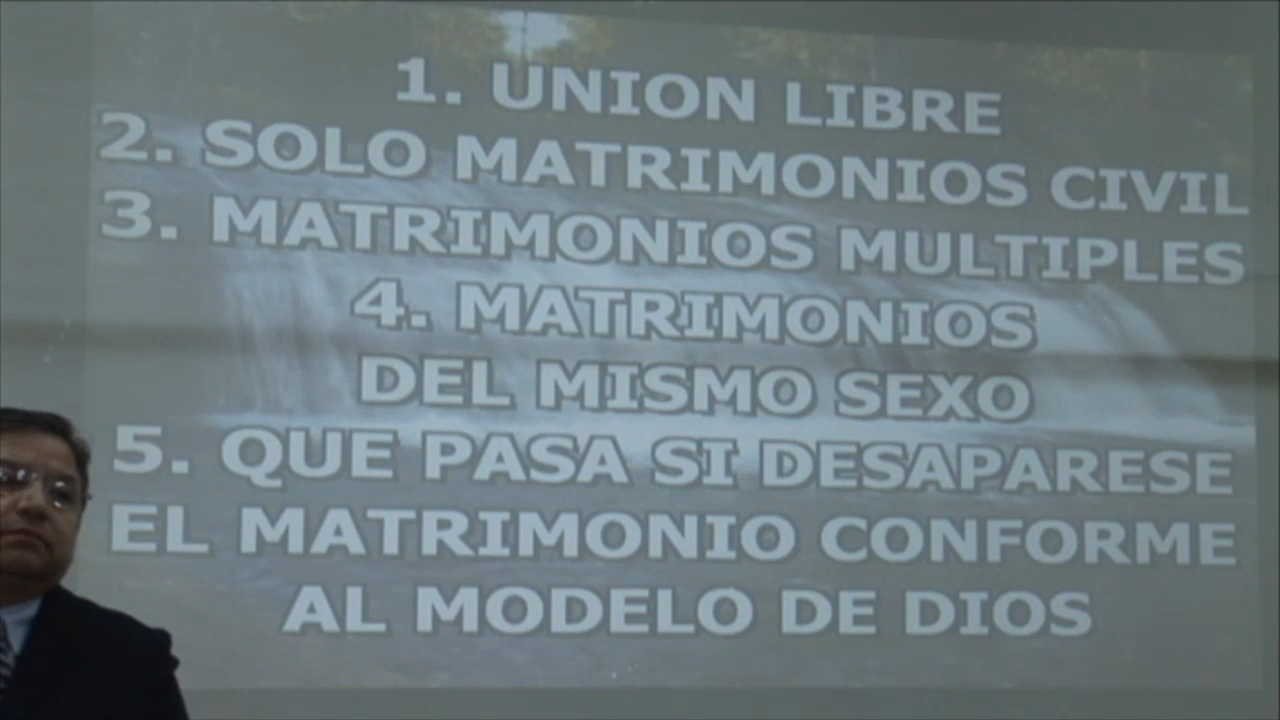 1. UNION LIBRE
2. SOLO MATRIMONIOS CIVIL
3. MATRIMONIOS MULTIPLES
4. MATRIMONIOS
DEL MISMO SEXO
5. QUE PASA SI DESAPARESE
EL MATRIMONIO CONFORME
AL MODELO DE DIOS